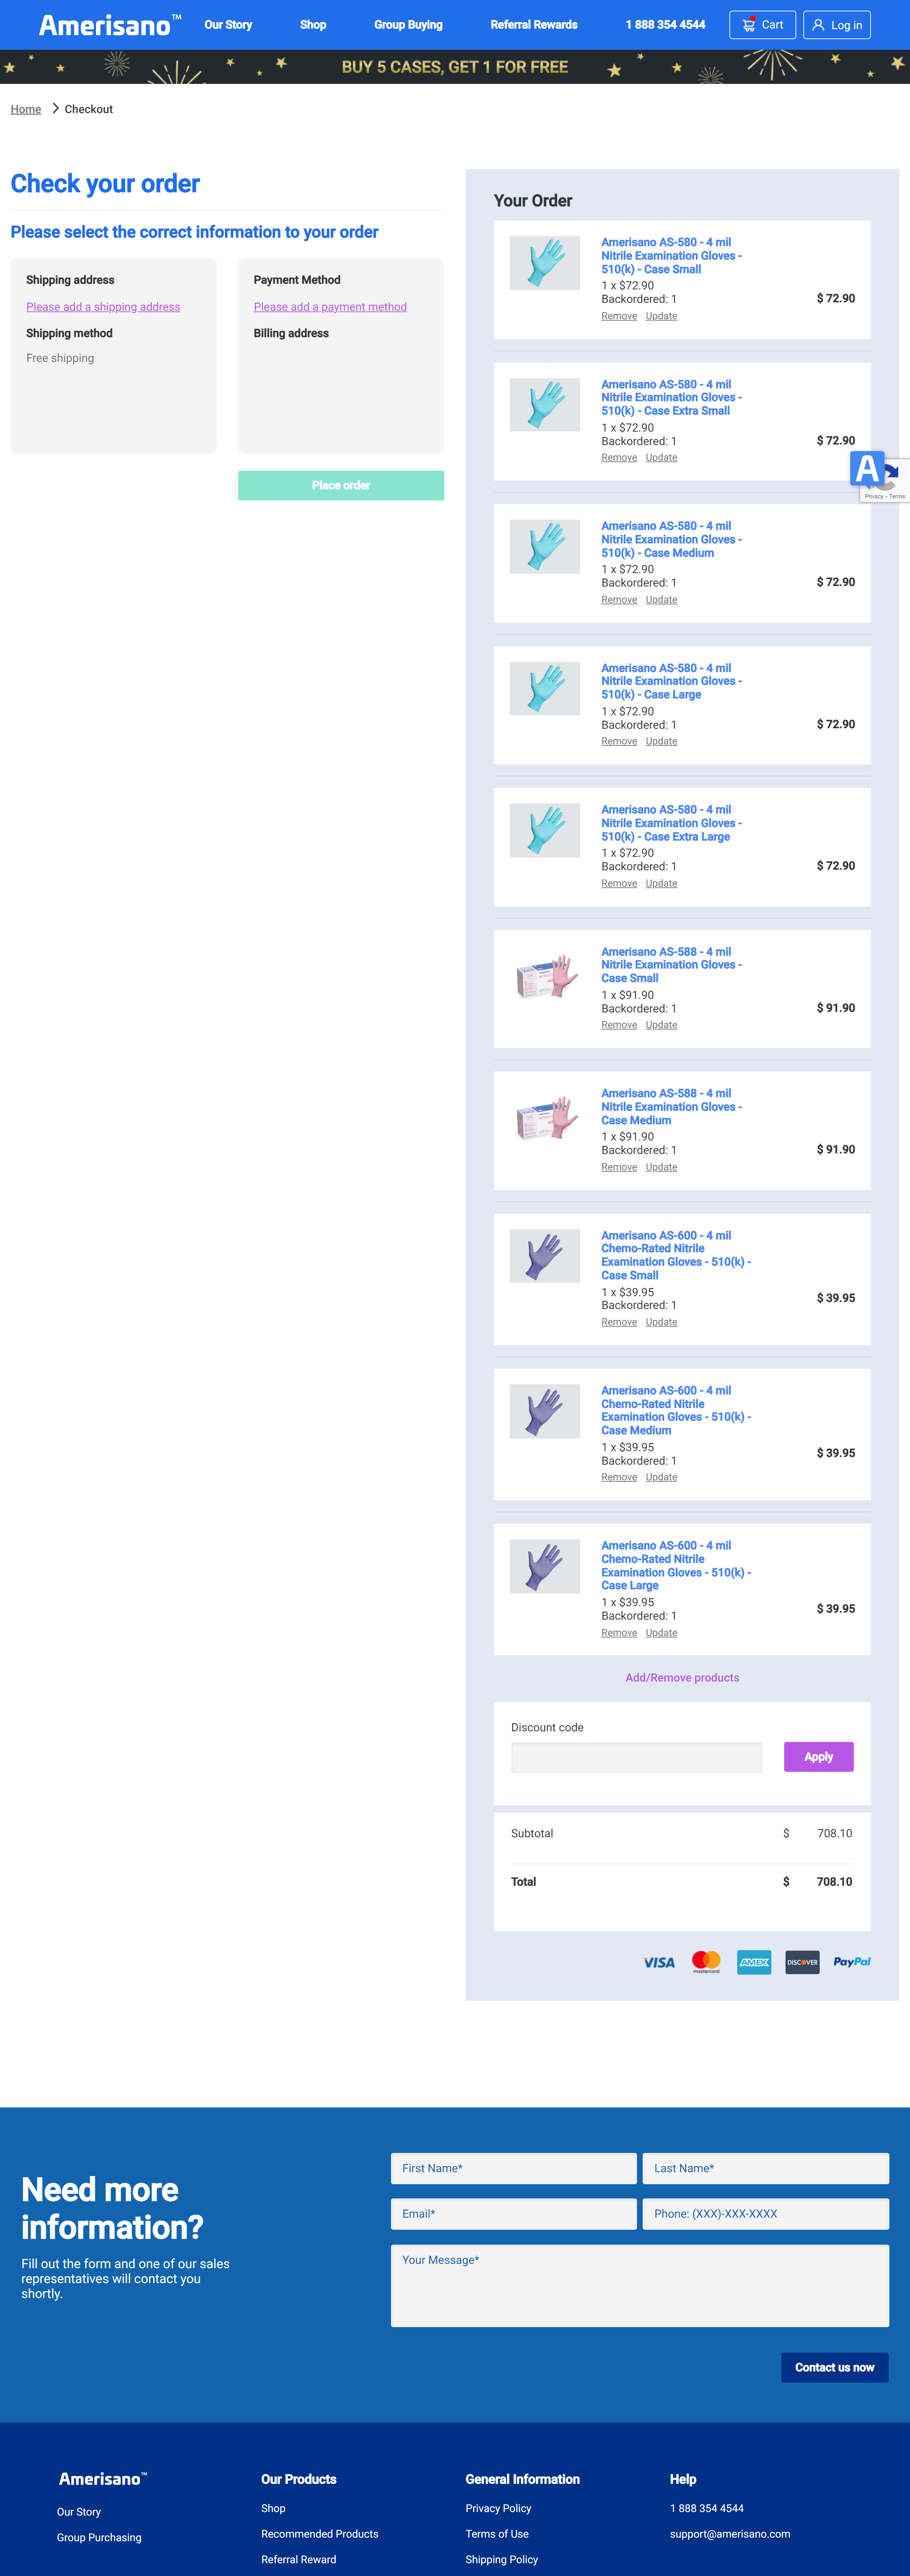 Amerisano™
Our Story
Shop
Group Buying
Referral Rewards
1 888 354 4544
Cart
Log in
BUY 5 CASES, GET 1 FOR FREE
Home
Checkout
Check your order
Please select the correct information to your order
Shipping address
Please add a shipping address
Shipping method
Free shipping
Payment Method
Please add a payment method
Billing address
Place order
Your Order
Amerisano AS-580 - 4 mil
Nitrile Examination Gloves -
510(k) - Case Small
1 x $72.90
Backordered: 1
Remove Update
$ 72.90
Amerisano AS-580 - 4 mil
Nitrile Examination Gloves -
510(k) - Case Extra Small
1 x $72.90
Backordered: 1
Remove Update
$ 72.90
A
Privacy - Terms
Amerisano AS-580 - 4 mil
Nitrile Examination Gloves -
510(k) - Case Medium
1 x $72.90
Backordered: 1
Remove Update
$ 72.90
Amerisano AS-580 - 4 mil
Nitrile Examination Gloves -
510(k) - Case Large
1 x $72.90
Backordered: 1
Remove Update
$ 72.90
Amerisano AS-580 - 4 mil
Nitrile Examination Gloves -
510(k) - Case Extra Large
1 x $72.90
Backordered: 1
Remove Update
$ 72.90
Amerisano AS-588 - 4 mil
Nitrile Examination Gloves -
Case Small
1 x $91.90
Backordered: 1
Remove Update
$ 91.90
Amerisano AS-588 - 4 mil
Nitrile Examination Gloves -
Case Medium
1 x $91.90
Backordered: 1
Remove Update
$ 91.90
Amerisano AS-600 - 4 mil
Chemo-Rated Nitrile
Examination Gloves - 510(k) -
Case Small
1 x $39.95
Backordered: 1
Remove Update
$ 39.95
Amerisano AS-600 - 4 mil
Chemo-Rated Nitrile
Examination Gloves - 510(k) -
Case Medium
1 x $39.95
Backordered: 1
Remove Update
$ 39.95
Amerisano AS-600 - 4 mil
Chemo-Rated Nitrile
Examination Gloves - 510(k) -
Case Large
1 x $39.95
Backordered: 1
Remove Update
$ 39.95
Add/Remove products
Discount code
Apply
Subtotal $ 708.10
Total $ 708.10
VISA
mastercard
AMEX
DISCOVER
PayPal
Need more
information?
Fill out the form and one of our sales
representatives will contact you
shortly.
First Name*
Last Name*
Email*
Phone: (XXX)-XXX-XXXX
Your Message*
Contact us now
Amerisano™
Our Story
Group Purchasing
Our Products
Shop
Recommended Products
Referral Reward
General Information
Privacy Policy
Terms of Use
Shipping Policy
Help
1 888 354 4544
support@amerisano.com